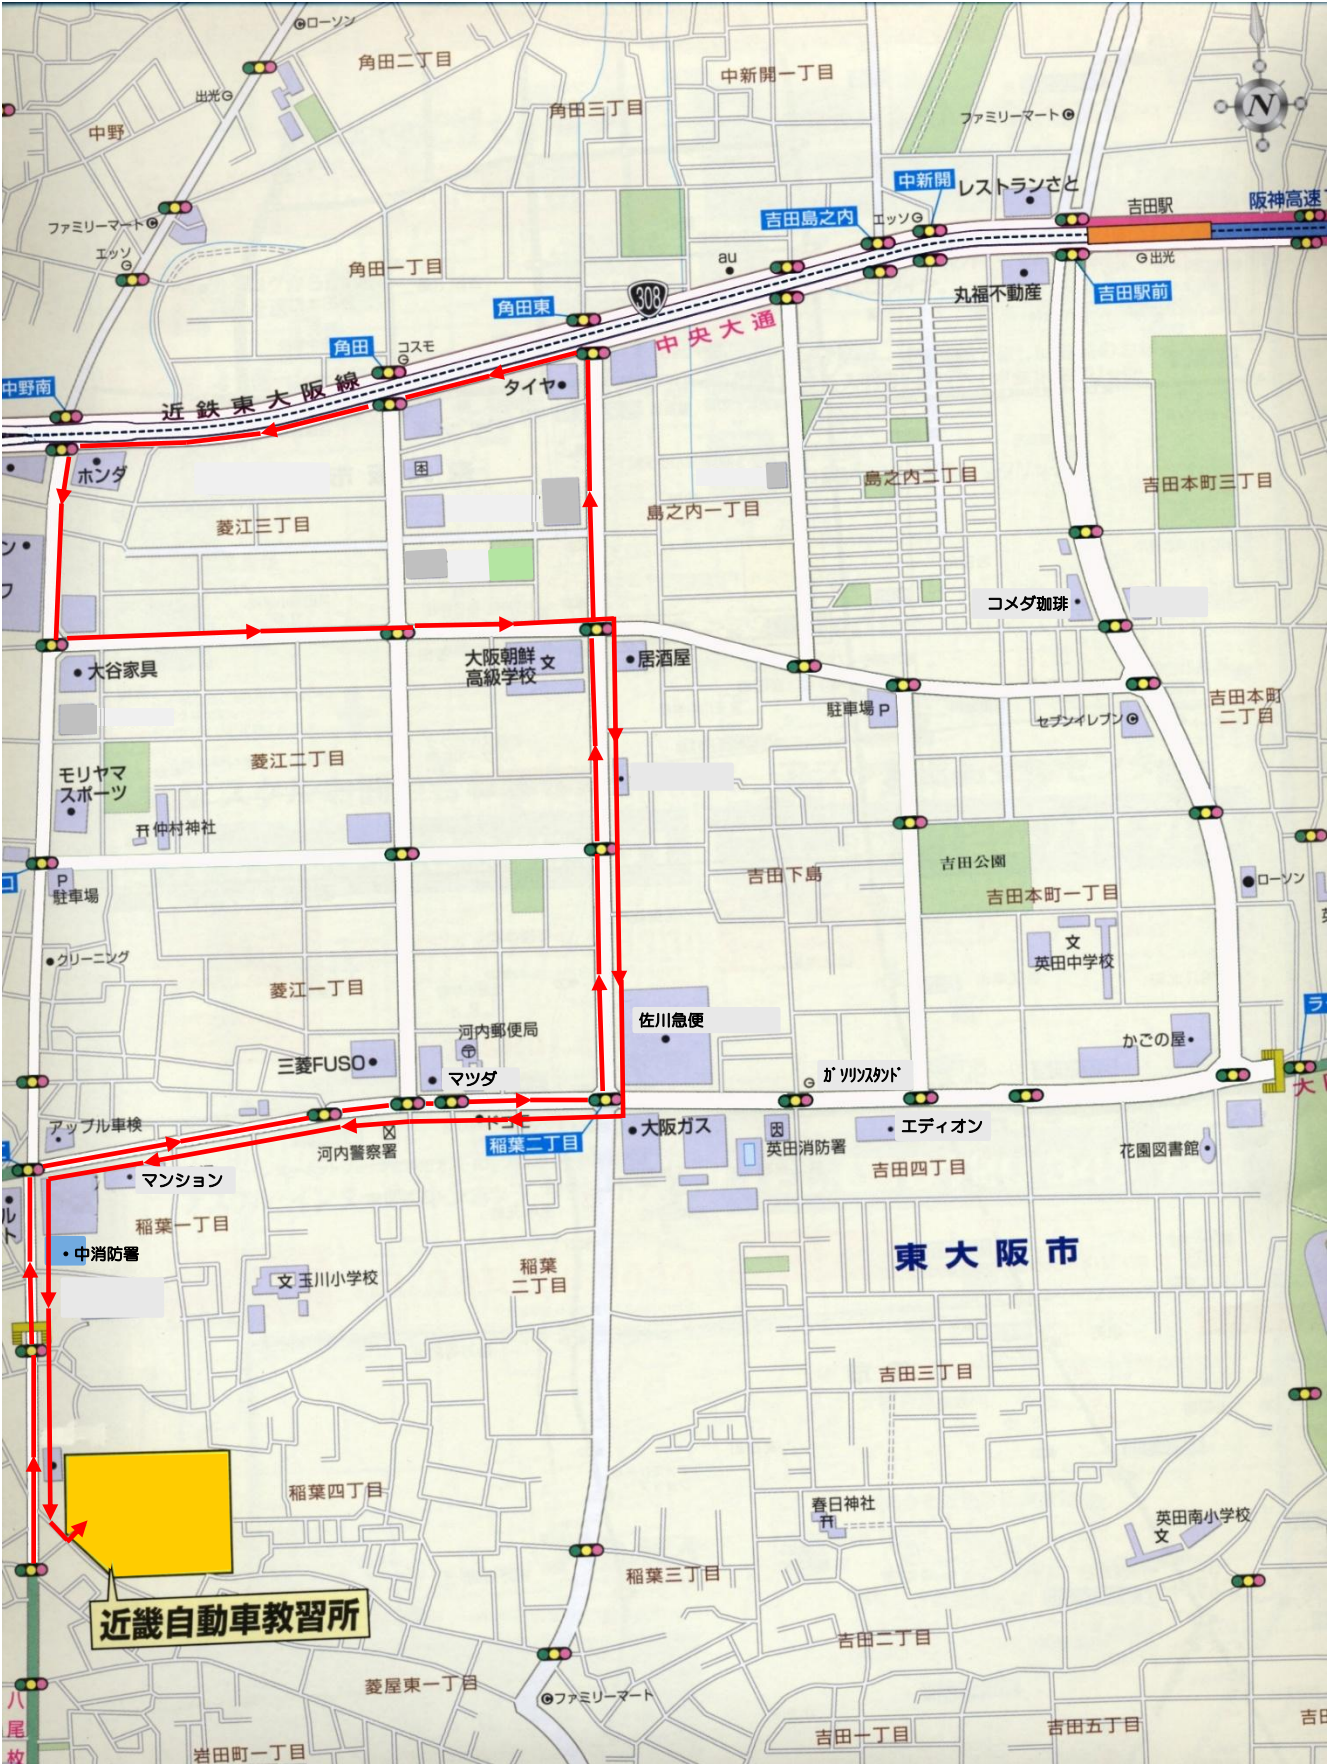 ローソン
角田二丁目
中新開一丁目
出光
角田三丁目
中野
ファミリーマート
N
中新開
レストランさと
吉田駅
阪神高速
ファミリーマート
吉田島之内
エッソ
エッソ
角田一丁目
au
出光
丸福不動産
吉田駅前
角田東
308
中央大通
角田
コスモ
中野南
近鉄東大阪線
タイヤ
ホンダ
島之内二丁目
吉田本町三丁目
菱江三丁目
島之内一丁目
コメダ珈琲
大谷家具
大阪朝鮮
高級学校
文
居酒屋
駐車場 P
吉田本町
二丁目
セブンイレブン
菱江二丁目
モリヤマ
スポーツ
仲村神社
吉田公園
P
駐車場
吉田下島
吉田本町一丁目
ローソン
文
英田中学校
クリーニング
菱江一丁目
佐川急便
河内郵便局
かごの屋
三菱FUSO
マツダ
ガソリンスタンド
アップル車検
ドコモ
大阪ガス
エディオン
河内警察署
稲葉二丁目
英田消防署
吉田四丁目
花園図書館
マンション
稲葉一丁目
中消防署
東大阪市
稲葉
二丁目
文 玉川小学校
吉田三丁目
稲葉四丁目
春日神社
英田南小学校
文
稲葉三丁目
近畿自動車教習所
吉田二丁目
菱屋東一丁目
ファミリーマート
八尾枚
吉田一丁目
吉田五丁目
岩田町一丁目